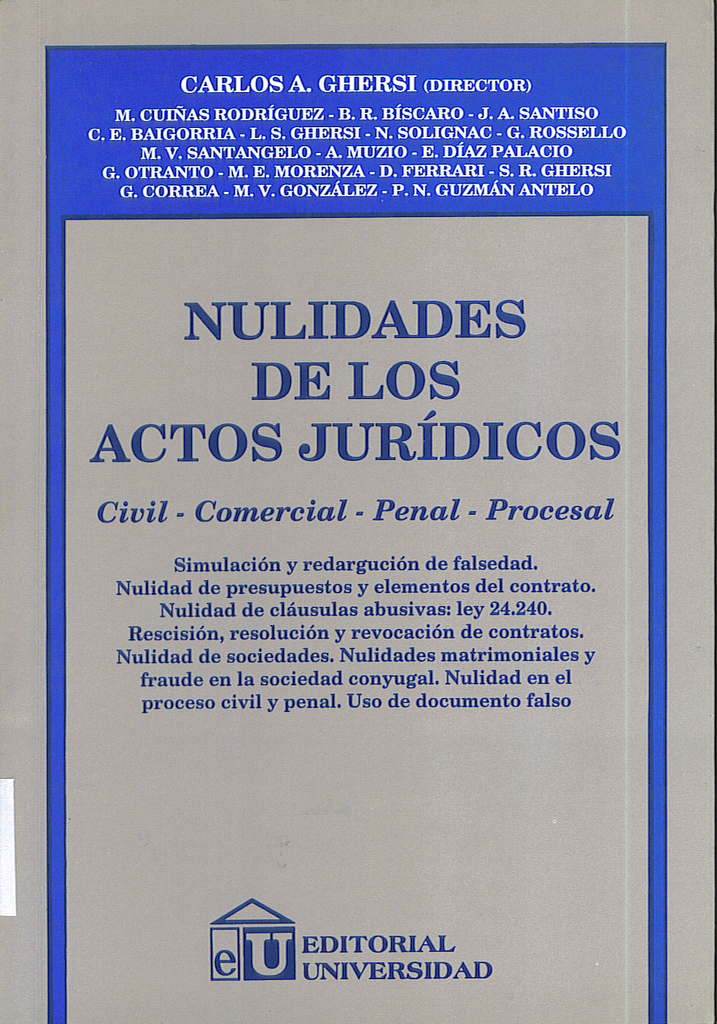 CARLOS A. GHERSI (DIRECTOR)
M. CUIÑAS RODRÍGUEZ - B. R. BÍSCARO - J. A. SANTISO
C. E. BAIGORRIA - L. S. GHERSI - N. SOLIGNAC - G. ROSSELLO
M. V. SANTANGELO - A. MUZIO - E. DÍAZ PALACIO
G. OTRANTO - M. E. MORENZA - D. FERRARI - S. R. GHERSI
G. CORREA - M. V. GONZÁLEZ - P. N. GUZMÁN ANTELO
NULIDADES
DE LOS
ACTOS JURÍDICOS
Civil - Comercial - Penal - Procesal
Simulación y redargución de falsedad.
Nulidad de presupuestos y elementos del contrato.
Nulidad de cláusulas abusivas: ley 24.240.
Rescisión, resolución y revocación de contratos.
Nulidad de sociedades. Nulidades matrimoniales y
fraude en la sociedad conyugal. Nulidad en el
proceso civil y penal. Uso de documento falso
eU EDITORIAL
UNIVERSIDAD